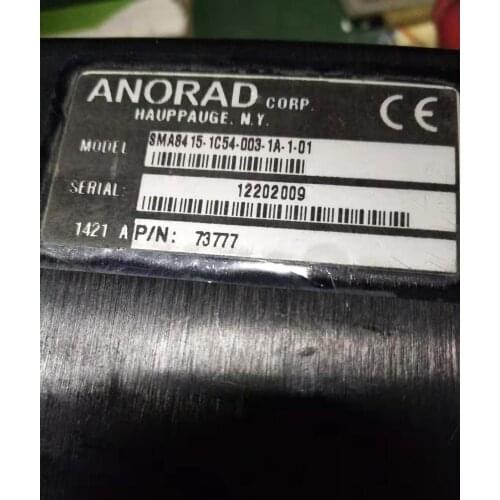 ANORAD CORP.
HAUPPAUGE, N.Y.
CE
MODEL SMA8415-1C54-003-1A-1-01
SERIAL: 12202009
1421 A P/N: 73777